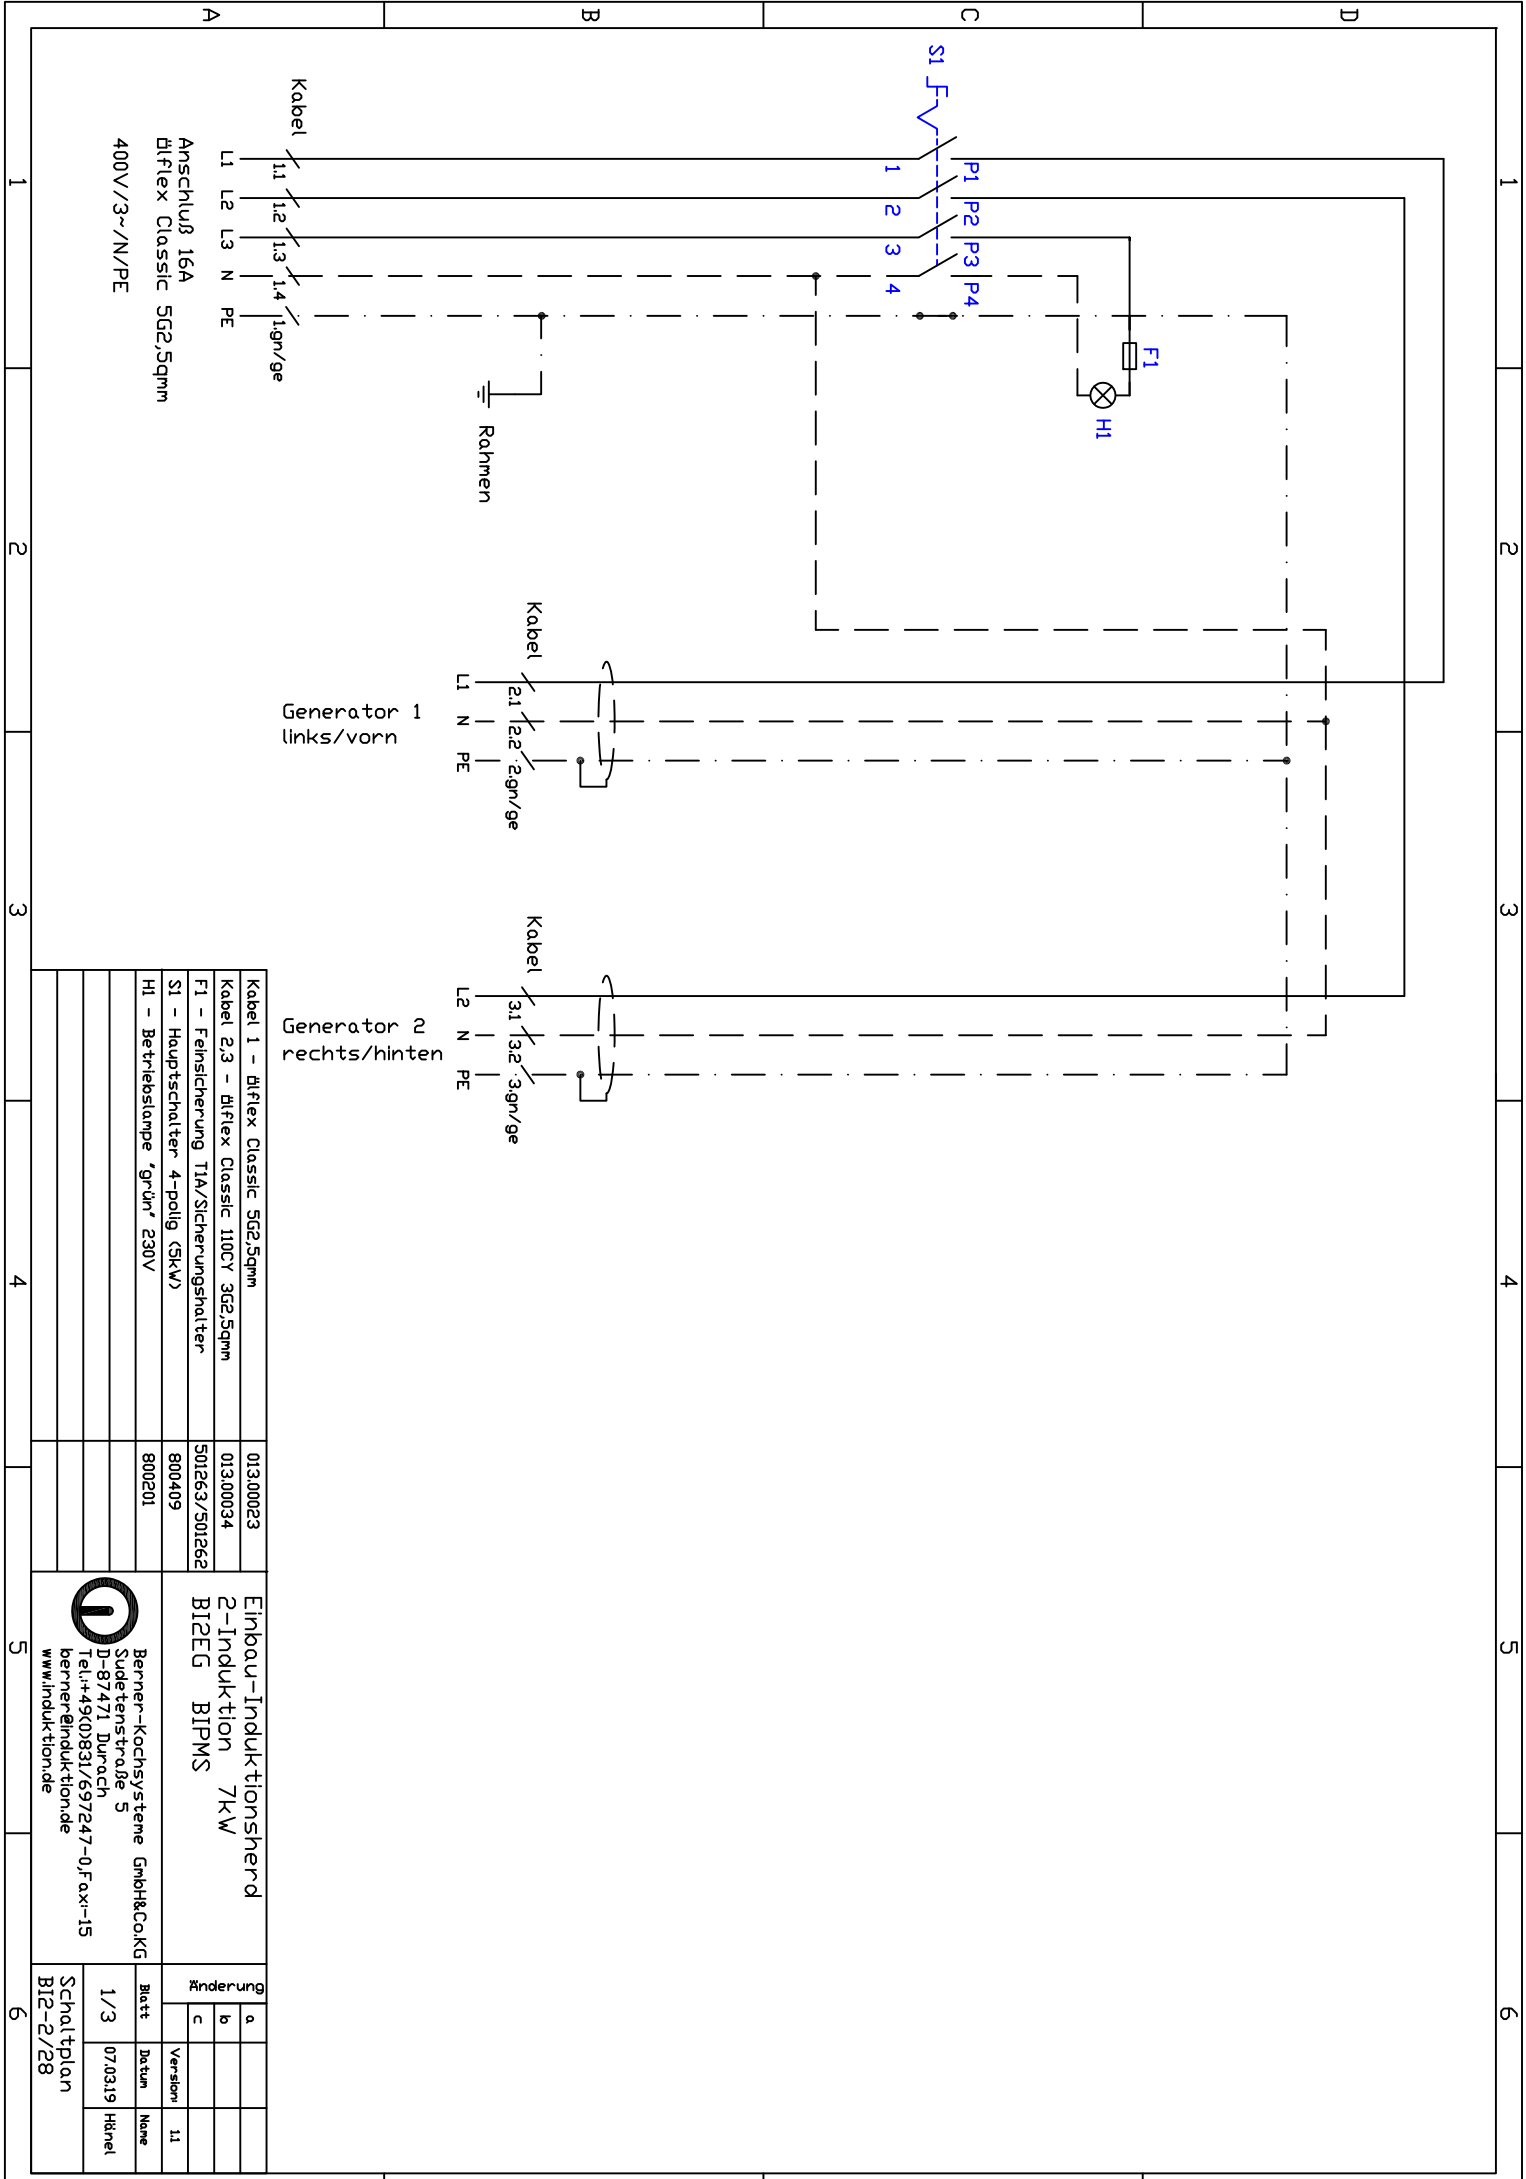 1
2
3
4
5
6
D
C
B
A
S1
P1
P2
P3
P4
1
2
3
4
F1
H1
Rahmen
Kabel
1.1
1.2
1.3
1.4
1.gn/ge
L1
L2
L3
N
PE
Anschluß 16A
Ölflex Classic 5G2,5qmm
400V/3~/N/PE
Kabel
2.1
2.2
2.gn/ge
L1
N
PE
Generator 1
links/vorn
Kabel
3.1
3.2
3.gn/ge
L2
N
PE
Generator 2
rechts/hinten
Kabel 1 - Ölflex Classic 5G2,5qmm 013.00023
Kabel 2,3 - Ölflex Classic 110CY 3G2,5qmm 013.00034
F1 - Feinsicherung T1A/Sicherungshalter 501263/501262
S1 - Hauptschalter 4-polig (5kW) 800409
H1 - Betriebslampe "grün" 230V 800201
Einbau-Induktionsherd
2-Induktion 7kW
BI2EG BIPMS
Berner-Kochsysteme GmbH&Co.KG
Sudetenstraße 5
D-87471 Durach
Tel.:+49(0)831/697247-0,Fax:-15
berner@induktion.de
www.induktion.de
Änderung
a
b
c
Version: 1.1
Blatt Datum Name
1/3 07.03.19 Hänel
Schaltplan
BI2-2/28
1
2
3
4
5
6